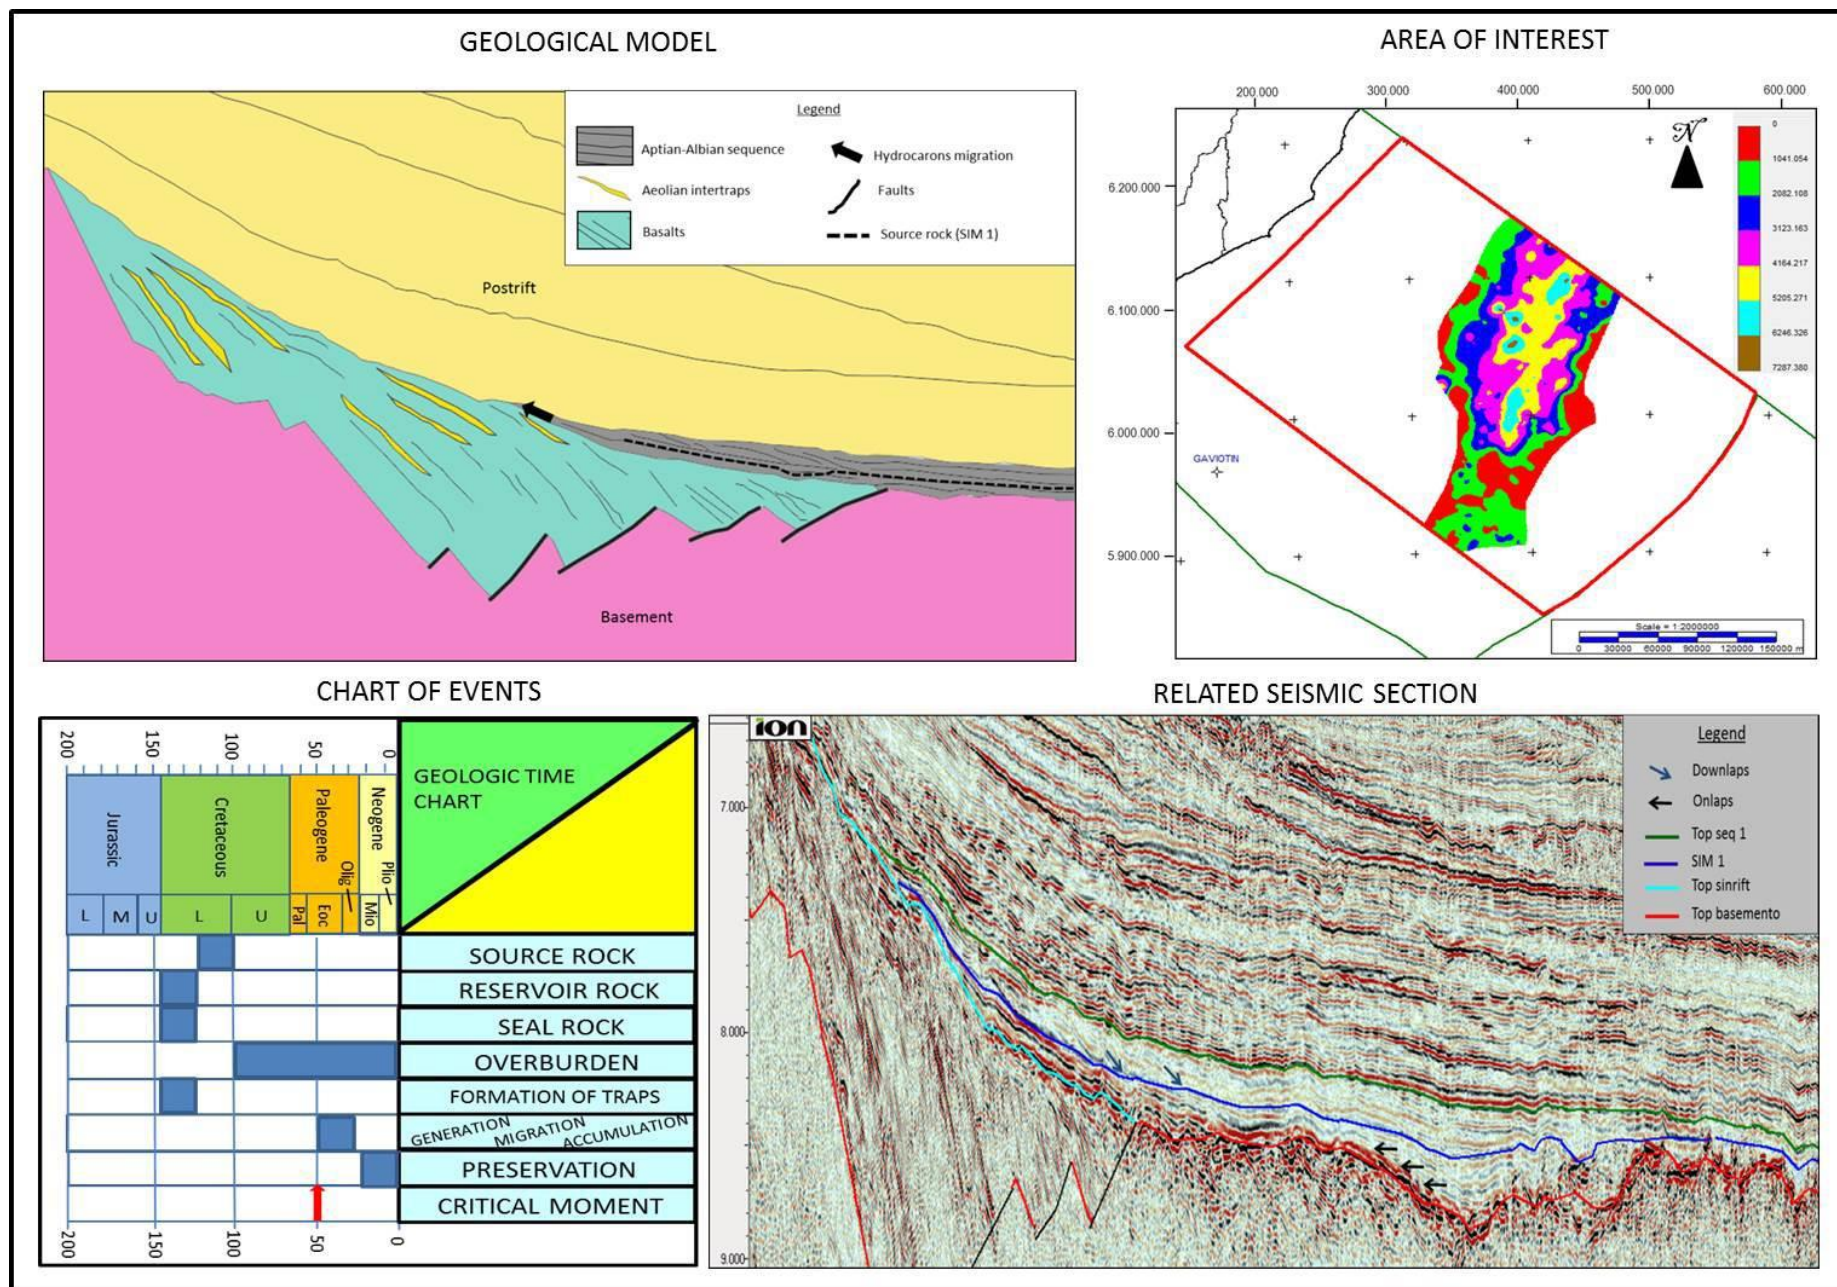 GEOLOGICAL MODEL
Legend
Aptian-Albian sequence
Hydrocarons migration
Aeolian intertraps
Faults
Basalts
Source rock (SIM 1)
Postrift
Basement
AREA OF INTEREST
200.000 300.000 400.000 500.000 600.000
6.200.000
6.100.000
6.000.000
5.900.000
N
0
1041.054
2082.108
3123.163
4164.217
5205.271
6246.326
7287.380
GAVIOTIN
Scale = 1:2000000
0 30000 60000 90000 120000 150000 m
CHART OF EVENTS
200 150 100 50 0
Jurassic
Cretaceous
Paleogene
Neogene
Olig
Plio
L M U L U Pal Eoc Mio
GEOLOGIC TIME
CHART
SOURCE ROCK
RESERVOIR ROCK
SEAL ROCK
OVERBURDEN
FORMATION OF TRAPS
GENERATION MIGRATION ACCUMULATION
PRESERVATION
CRITICAL MOMENT
200 150 100 50 0
RELATED SEISMIC SECTION
ion
7.000
8.000
9.000
Legend
Downlaps
Onlaps
Top seq 1
SIM 1
Top sinrift
Top basemento